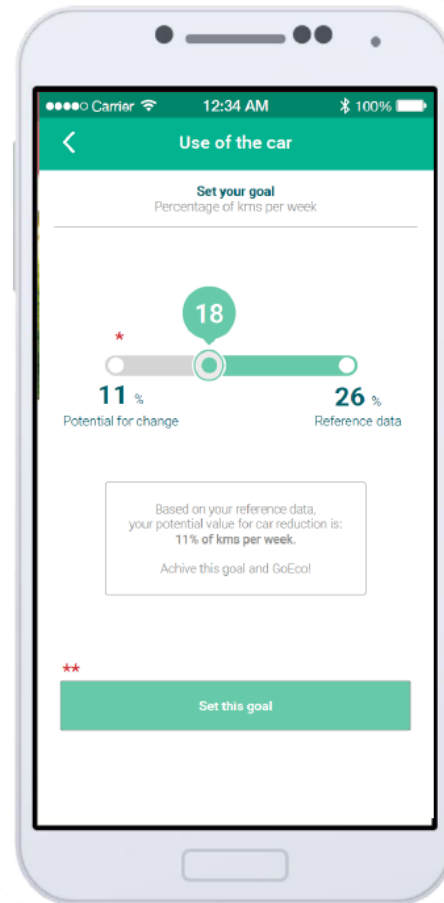 Carrier 12:34 AM 100%
Use of the car
Set your goal
Percentage of kms per week
18
*
11 % 26 %
Potential for change Reference data
Based on your reference data,
your potential value for car reduction is:
11% of kms per week.
Achive this goal and GoEco!
**
Set this goal